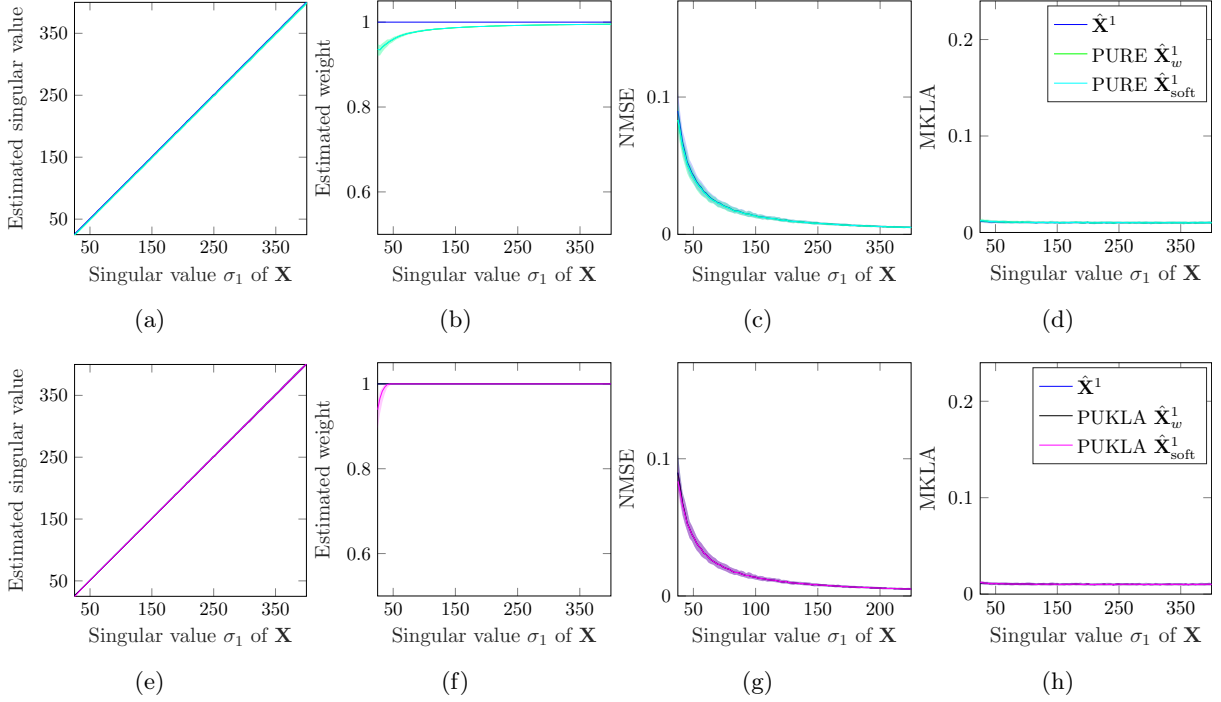 Estimated singular value
400
350
250
150
50
50 150 250 350
Singular value σ₁ of X
(a)
Estimated weight
1
0.8
0.6
50 150 250 350
Singular value σ₁ of X
(b)
NMSE
0.1
0
50 150 250 350
Singular value σ₁ of X
(c)
MKLA
0.2
0.1
0
50 150 250 350
Singular value σ₁ of X
(d)
X̂¹
PURE X̂¹_w
PURE X̂¹_soft
Estimated singular value
350
250
150
50
50 150 250 350
Singular value σ₁ of X
(e)
Estimated weight
1
0.8
0.6
50 150 250 350
Singular value σ₁ of X
(f)
NMSE
0.1
0
50 100 150 200
Singular value σ₁ of X
(g)
MKLA
0.2
0.1
0
50 150 250 350
Singular value σ₁ of X
(h)
X̂¹
PUKLA X̂¹_w
PUKLA X̂¹_soft